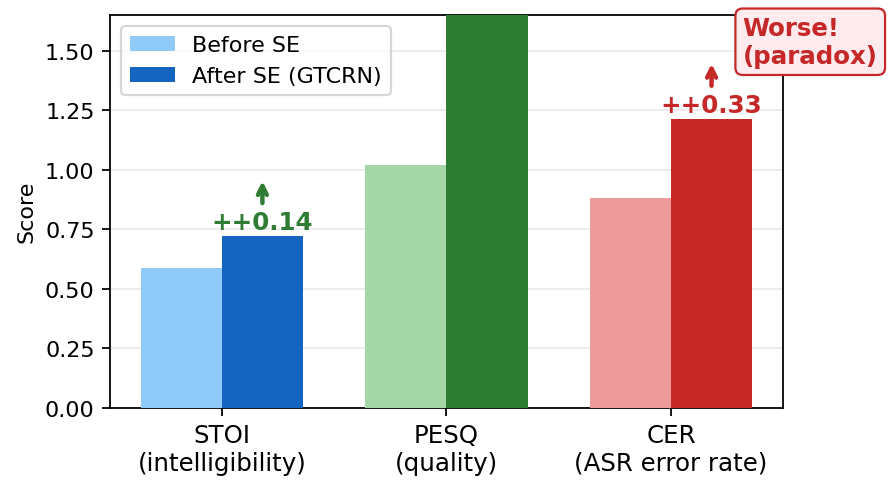 Worse!
(paradox)
Before SE
After SE (GTCRN)
++0.14
++0.33
Score
1.50
1.25
1.00
0.75
0.50
0.25
0.00
STOI
(intelligibility)
PESQ
(quality)
CER
(ASR error rate)